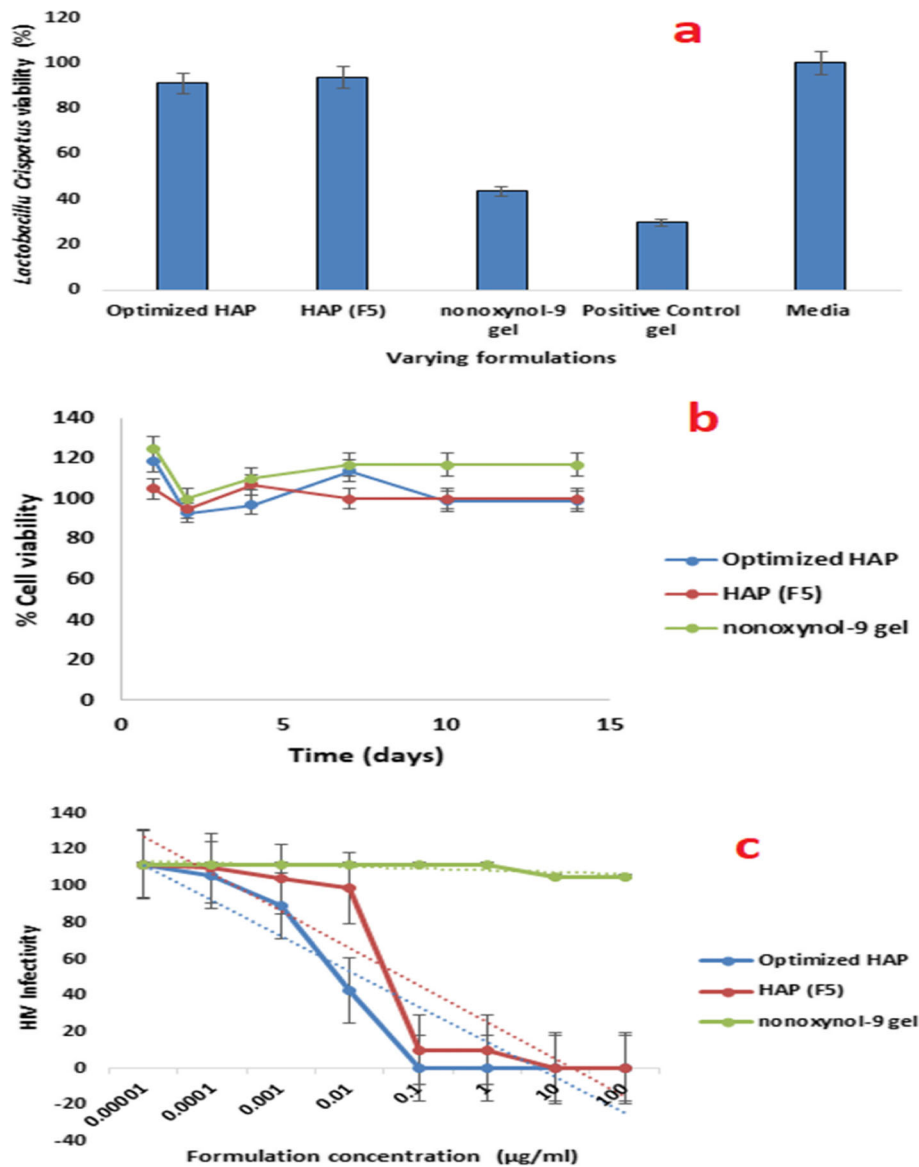 a
Lactobacillu Crispatus viability (%)
120
100
80
60
40
20
0
Optimized HAP
HAP (F5)
nonoxynol-9
gel
Positive Control
gel
Media
Varying formulations
b
% Cell viability
140
120
100
80
60
40
20
0
0
5
10
15
Time (days)
Optimized HAP
HAP (F5)
nonoxynol-9 gel
c
HIV Infectivity
140
120
100
80
60
40
20
0
-20
-40
0.00001
0.0001
0.001
0.01
0.1
1
10
100
Formulation concentration (µg/ml)
Optimized HAP
HAP (F5)
nonoxynol-9 gel